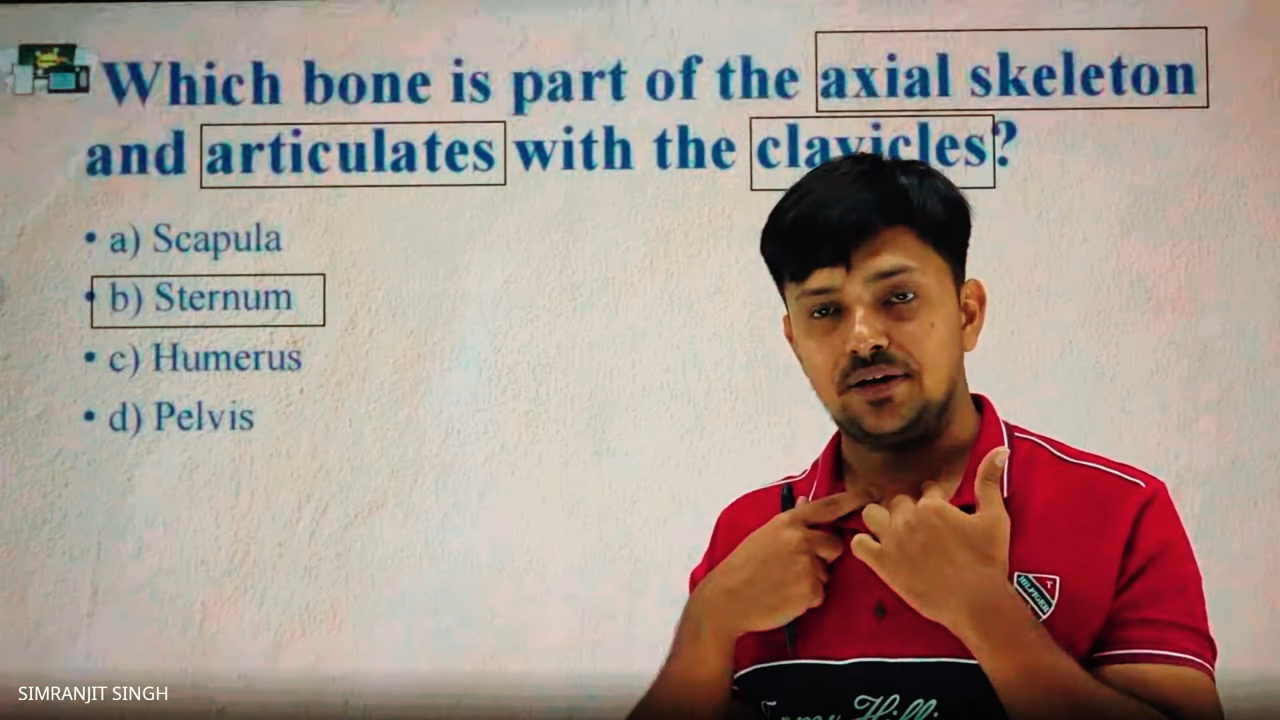 Which bone is part of the axial skeleton
and articulates with the clavicles?
• a) Scapula
• b) Sternum
• c) Humerus
• d) Pelvis
HILFIGER
SIMRANJIT SINGH